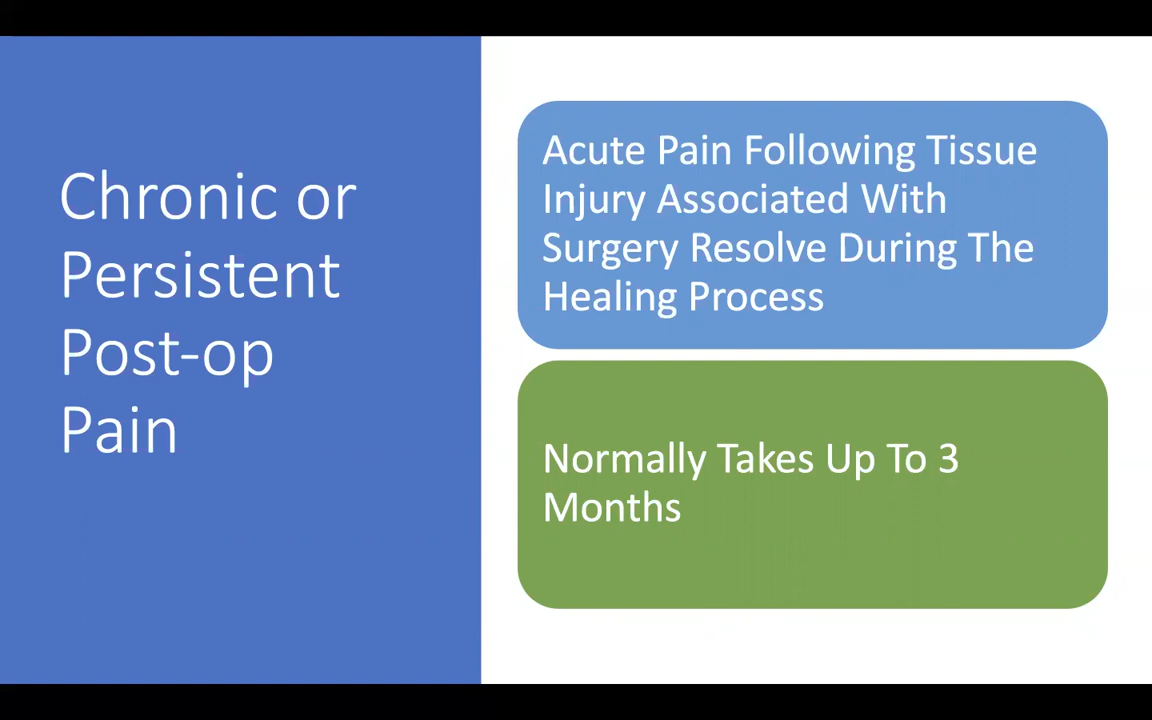 Chronic or
Persistent
Post-op
Pain
Acute Pain Following Tissue
Injury Associated With
Surgery Resolve During The
Healing Process
Normally Takes Up To 3
Months